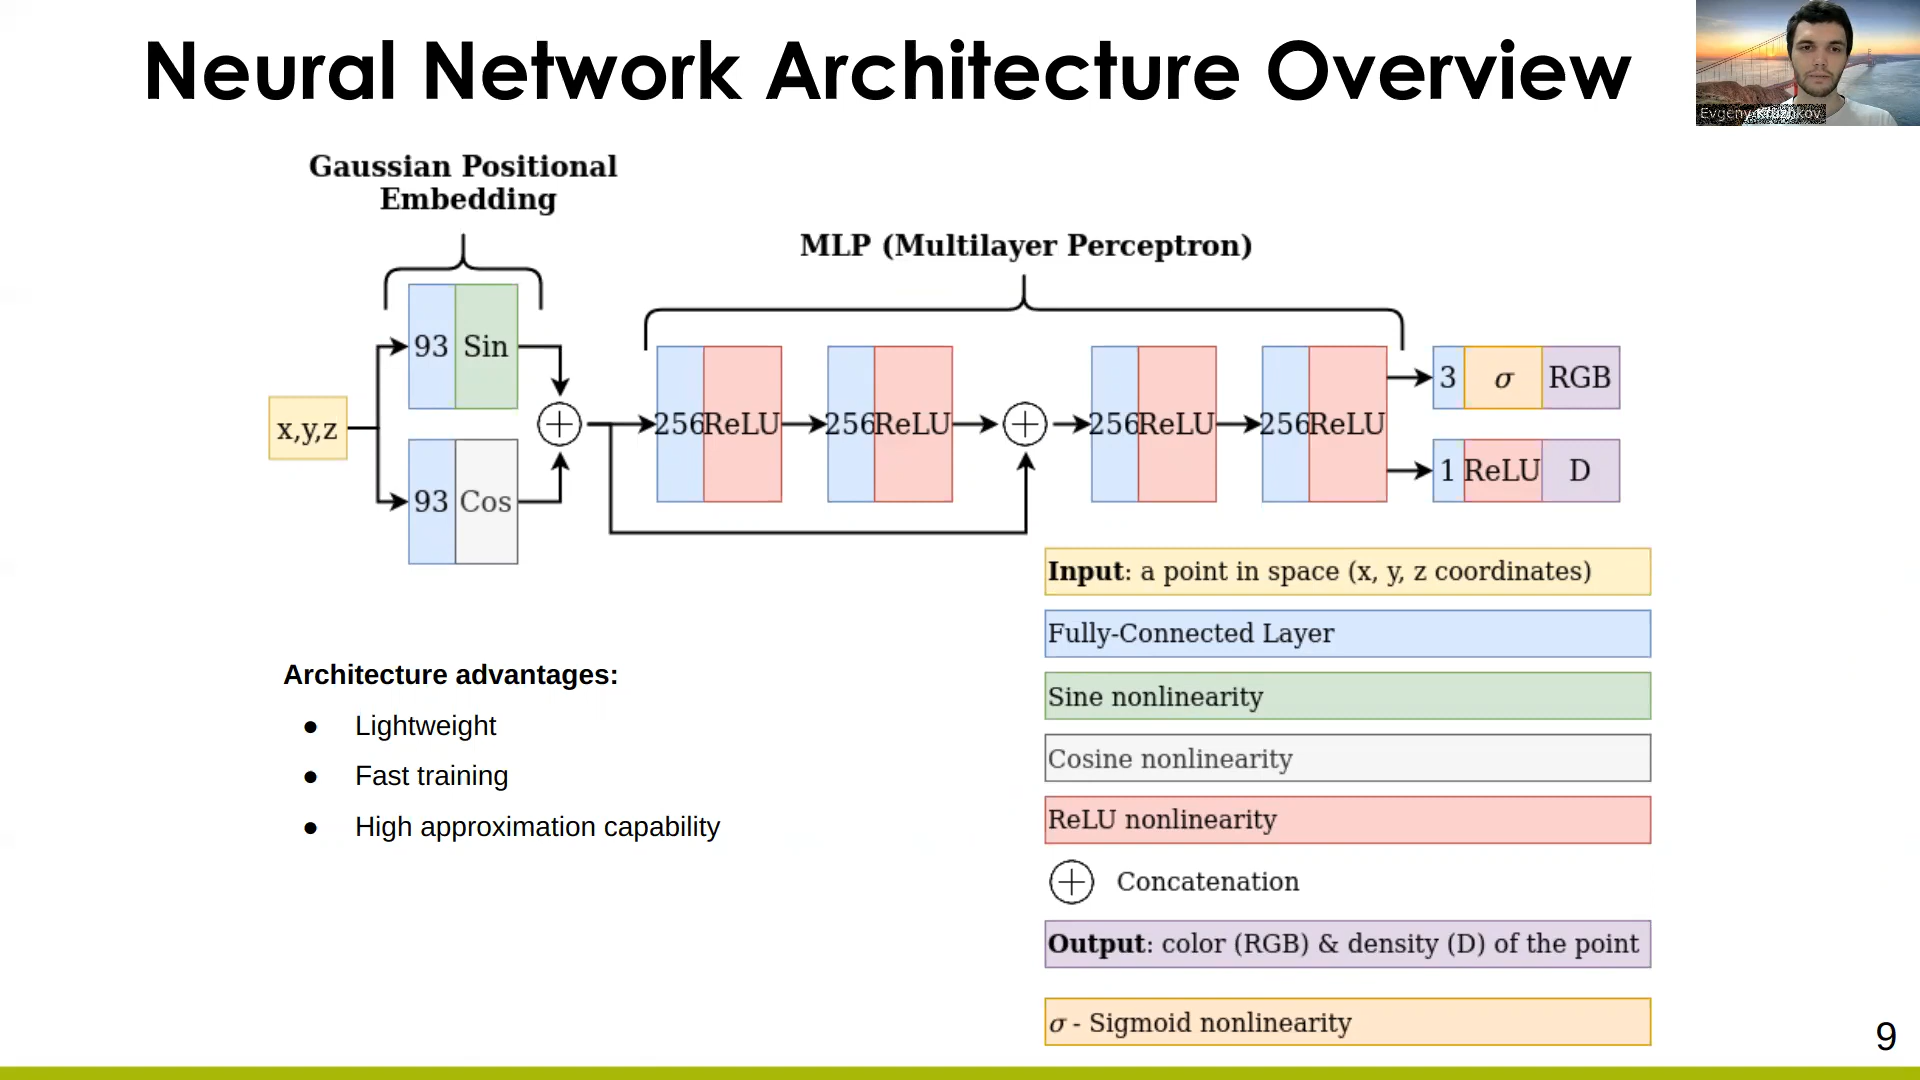 Neural Network Architecture Overview
Gaussian Positional
Embedding
MLP (Multilayer Perceptron)
x,y,z
93 Sin
93 Cos
256 ReLU
256 ReLU
256 ReLU
256 ReLU
3 σ RGB
1 ReLU D
Input: a point in space (x, y, z coordinates)
Fully-Connected Layer
Sine nonlinearity
Cosine nonlinearity
ReLU nonlinearity
Concatenation
Output: color (RGB) & density (D) of the point
σ - Sigmoid nonlinearity
Architecture advantages:
● Lightweight
● Fast training
● High approximation capability
9